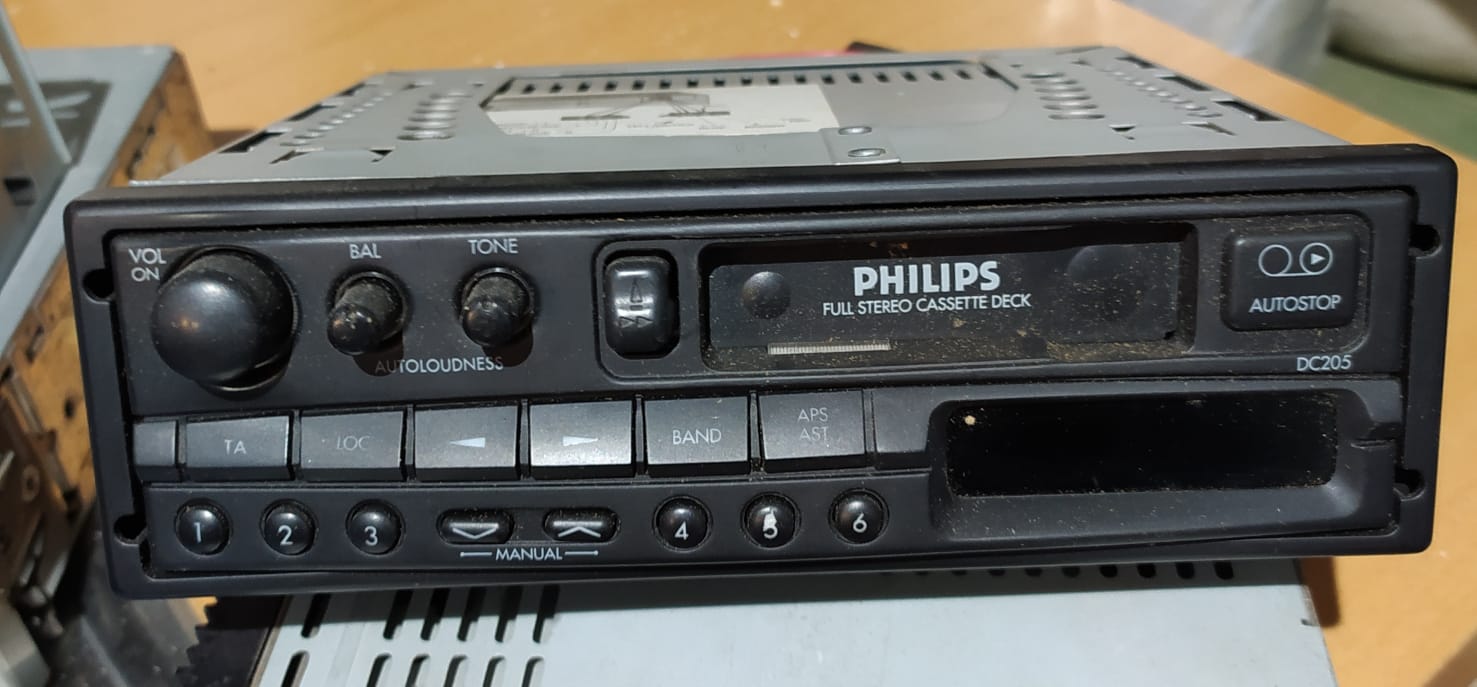 VOL
ON
BAL
TONE
AUTOLOUDNESS
PHILIPS
FULL STEREO CASSETTE DECK
AUTOSTOP
DC205
TA
LOC
BAND
APS
AST
1
2
3
MANUAL
4
5
6